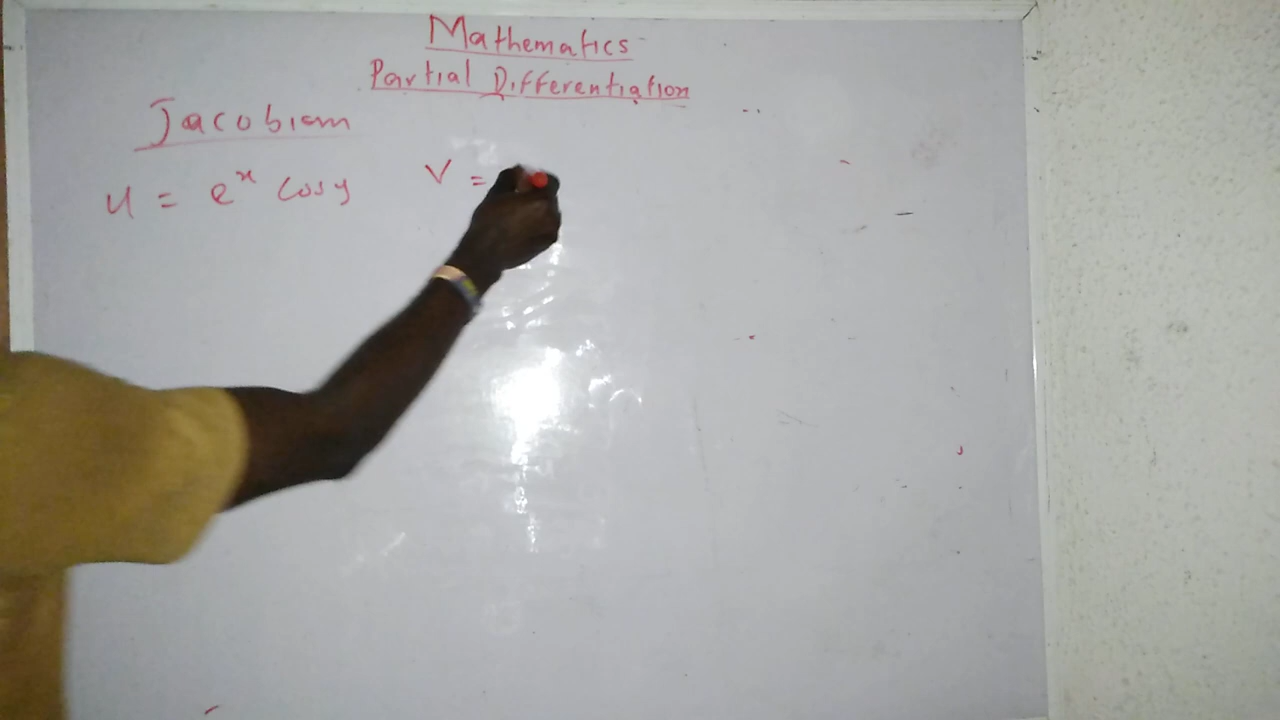 Mathematics
Partial Differentiation
Jacobian
u = e^x cosy v =